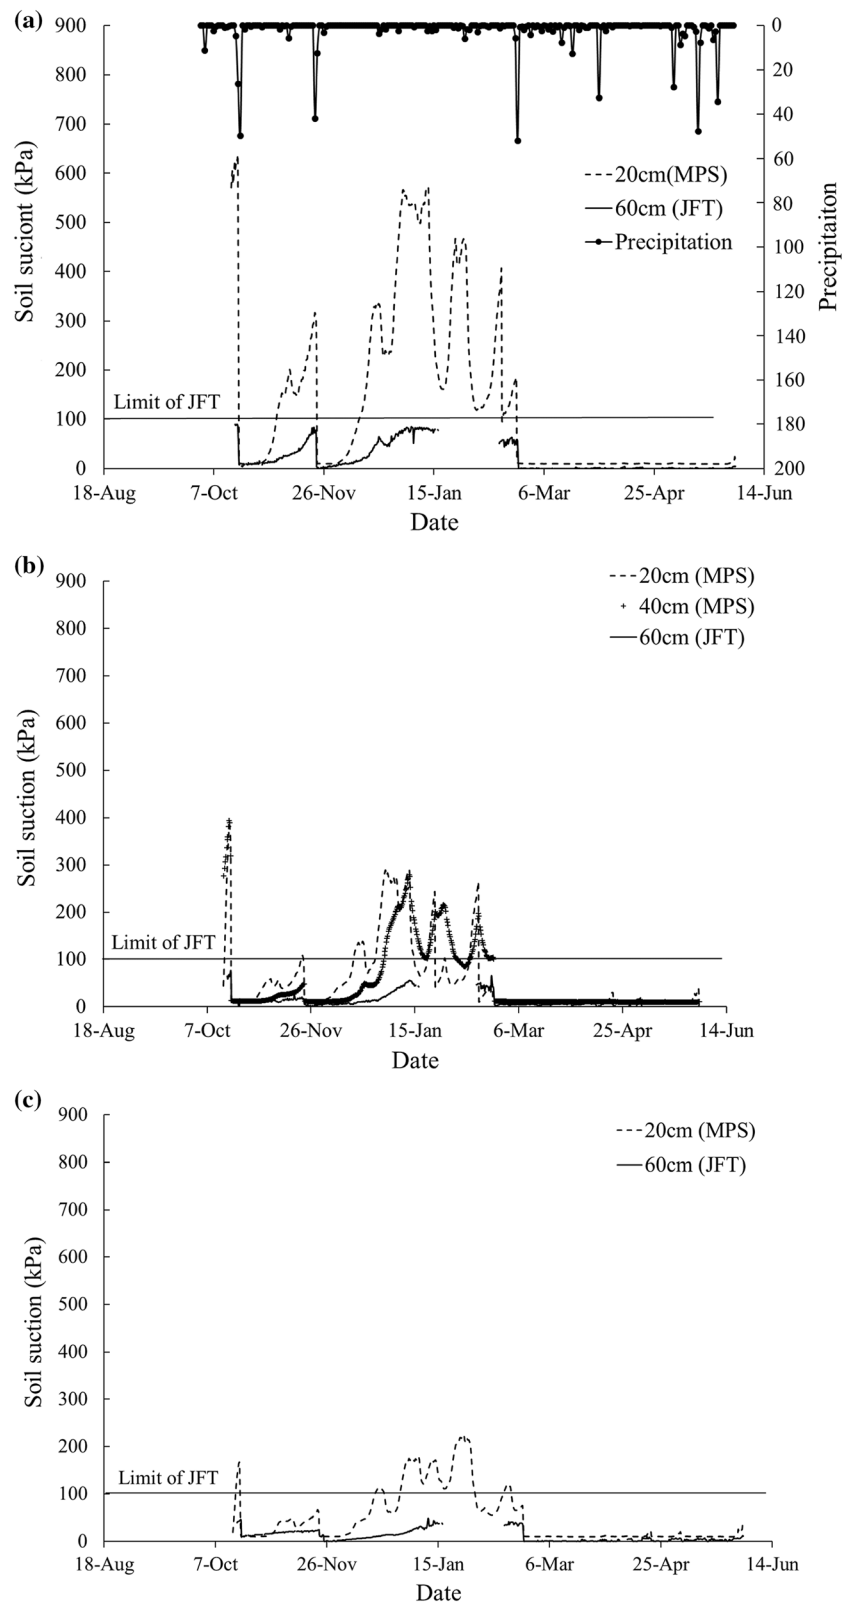 (a)
900 0
800 20
700 40
600 60
500 80
400 100
300 120
200 140
100 160
0 180
200
Soil suciont (kPa)
Precipitaiton
20cm(MPS)
60cm (JFT)
Precipitation
Limit of JFT
18-Aug 7-Oct 26-Nov 15-Jan 6-Mar 25-Apr 14-Jun
Date
(b)
900
800
700
600
500
400
300
200
100
0
Soil suction (kPa)
20cm (MPS)
40cm (MPS)
60cm (JFT)
Limit of JFT
18-Aug 7-Oct 26-Nov 15-Jan 6-Mar 25-Apr 14-Jun
Date
(c)
900
800
700
600
500
400
300
200
100
0
Soil suction (kPa)
20cm (MPS)
60cm (JFT)
Limit of JFT
18-Aug 7-Oct 26-Nov 15-Jan 6-Mar 25-Apr 14-Jun
Date